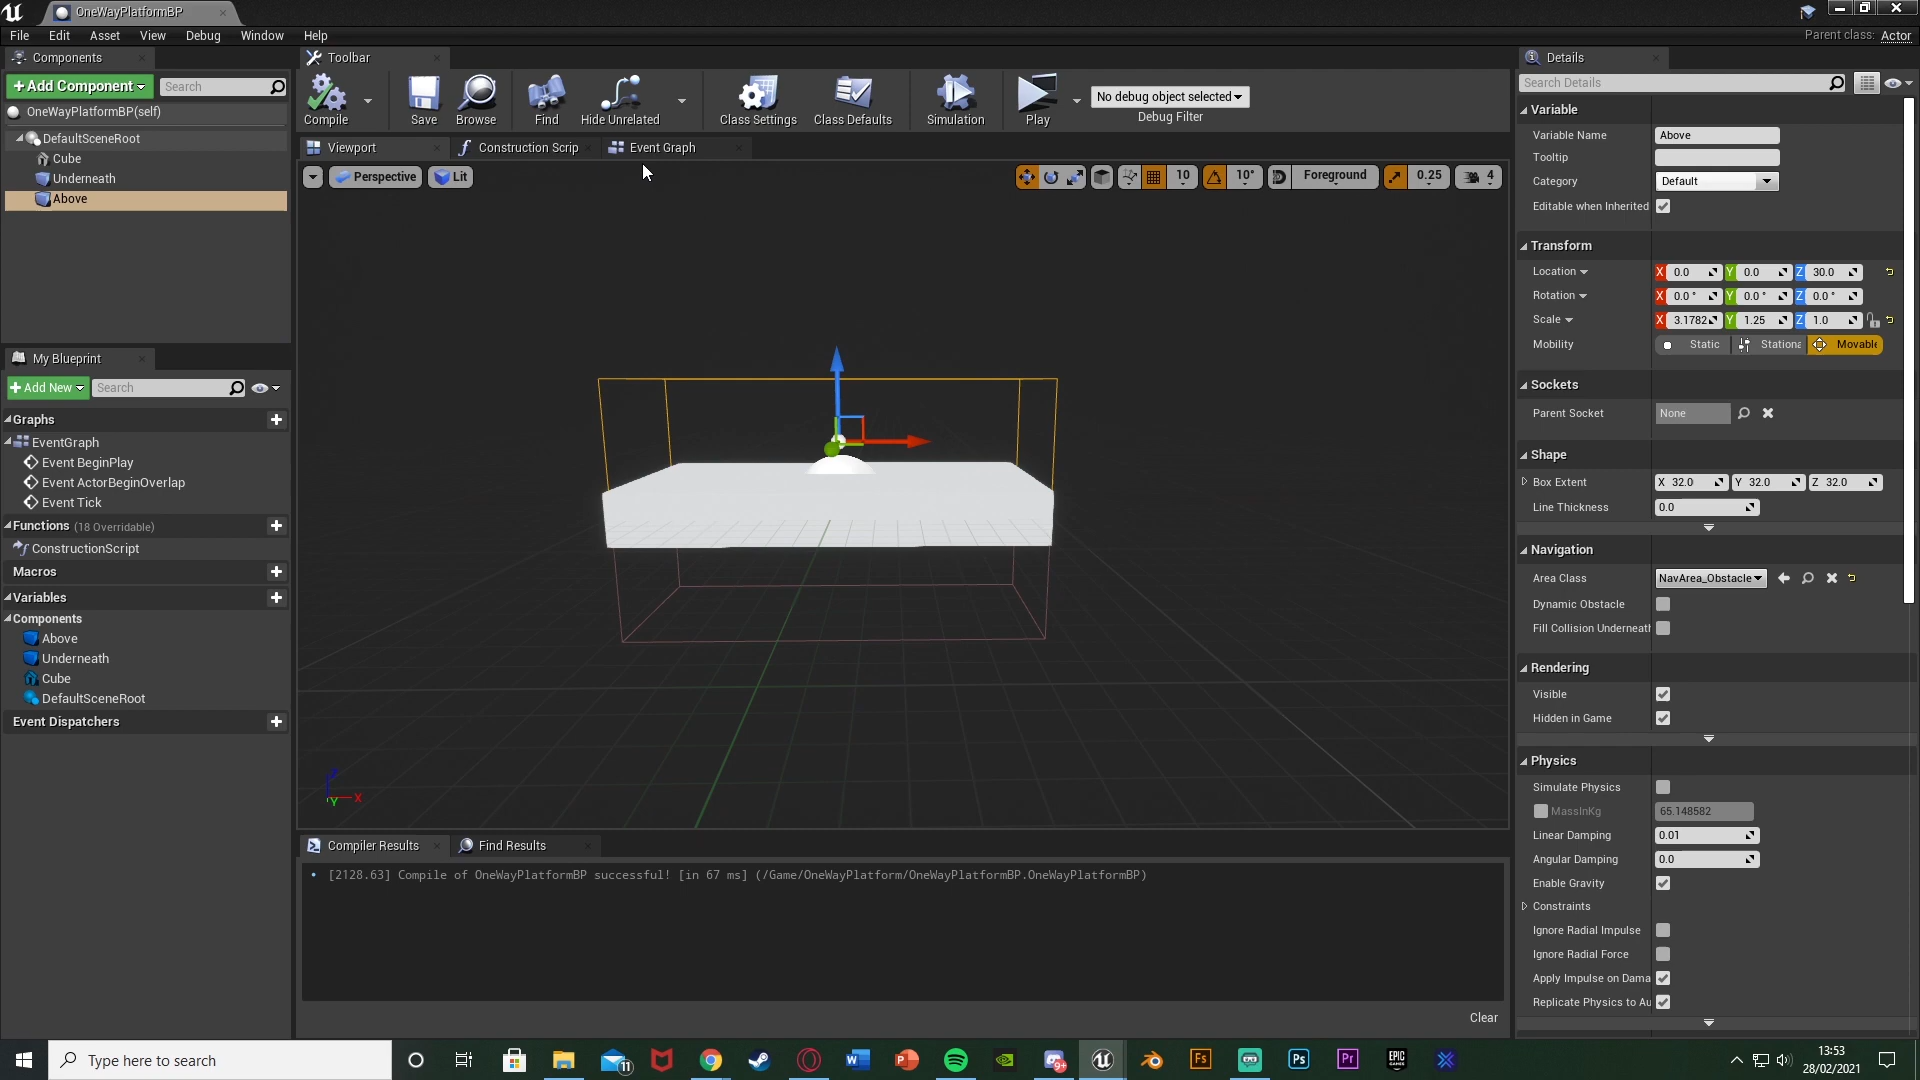 OneWayPlatformBP
File Edit Asset View Debug Window Help
Parent class: Actor
Components
+Add Component
Search
OneWayPlatformBP(self)
DefaultSceneRoot
Cube
Underneath
Above
My Blueprint
+Add New
Search
Graphs
EventGraph
Event BeginPlay
Event ActorBeginOverlap
Event Tick
Functions (18 Overridable)
ConstructionScript
Macros
Variables
Components
Above
Underneath
Cube
DefaultSceneRoot
Event Dispatchers
Toolbar
Compile
Save
Browse
Find
Hide Unrelated
Class Settings
Class Defaults
Simulation
Play
No debug object selected
Debug Filter
Viewport
Construction Scrip
Event Graph
Perspective
Lit
10
10°
Foreground
0.25
4
X
Y
Compiler Results
Find Results
[2128.63] Compile of OneWayPlatformBP successful! [in 67 ms] (/Game/OneWayPlatform/OneWayPlatformBP.OneWayPlatformBP)
Clear
Details
Search Details
Variable
Variable Name Above
Tooltip
Category Default
Editable when Inherited
Transform
Location X 0.0 Y 0.0 Z 30.0
Rotation X 0.0 ° Y 0.0 ° Z 0.0 °
Scale X 3.1782 Y 1.25 Z 1.0
Mobility Static Stationa Movable
Sockets
Parent Socket None
Shape
Box Extent X 32.0 Y 32.0 Z 32.0
Line Thickness 0.0
Navigation
Area Class NavArea_Obstacle
Dynamic Obstacle
Fill Collision Underneath
Rendering
Visible
Hidden in Game
Physics
Simulate Physics
MassInKg 65.148582
Linear Damping 0.01
Angular Damping 0.0
Enable Gravity
Constraints
Ignore Radial Impulse
Ignore Radial Force
Apply Impulse on Dama
Replicate Physics to Au
Type here to search
11
W
P
9+
Fs
Ps
Pr
EPIC GAMES
13:53
28/02/2021